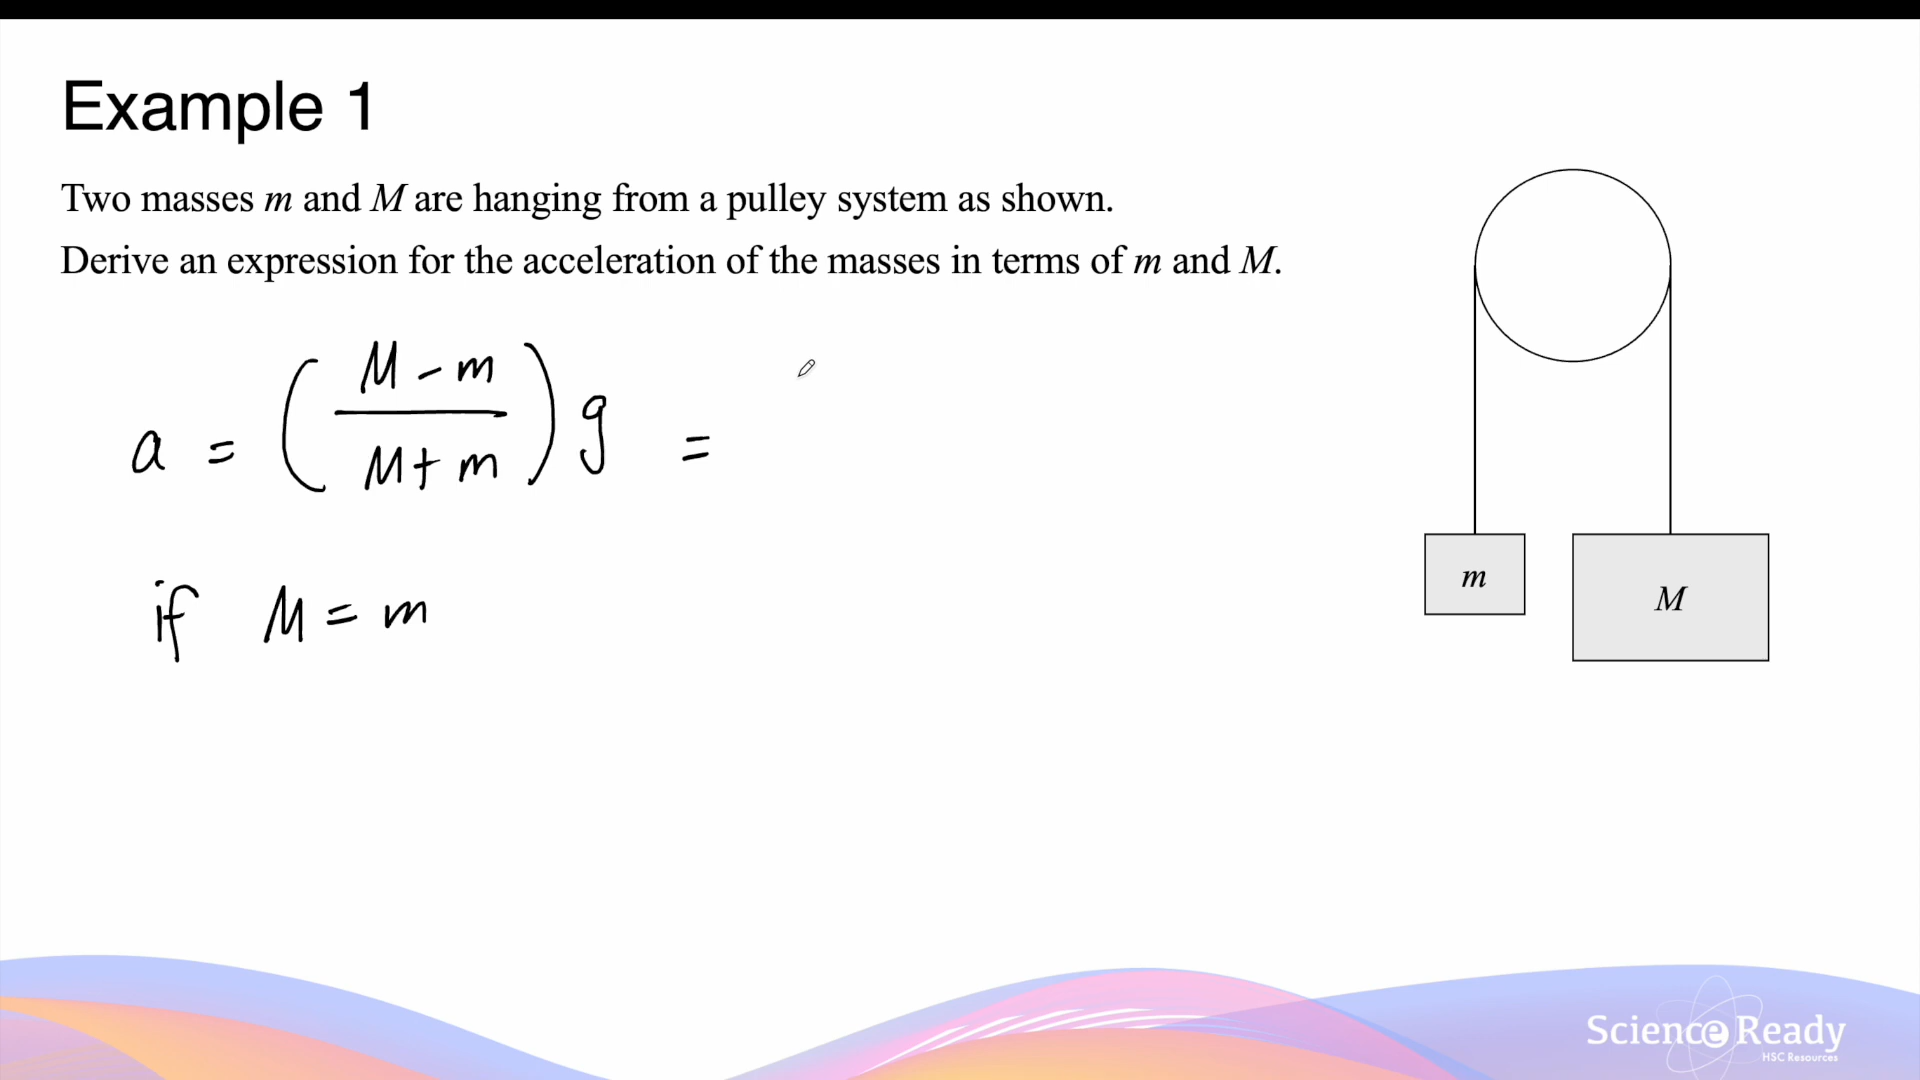 Example 1
Two masses m and M are hanging from a pulley system as shown.
Derive an expression for the acceleration of the masses in terms of m and M.
a = ( M - m / M + m ) g =
if M = m
m
M
Science Ready
HSC Resources